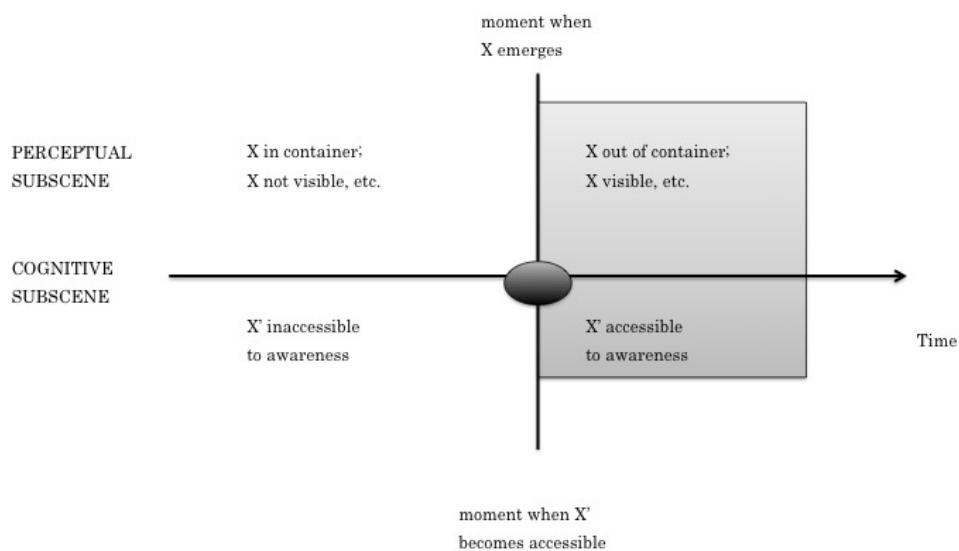 moment when
X emerges
PERCEPTUAL
SUBSCENE
X in container;
X not visible, etc.
X out of container;
X visible, etc.
COGNITIVE
SUBSCENE
X' inaccessible
to awareness
X' accessible
to awareness
Time
moment when X'
becomes accessible